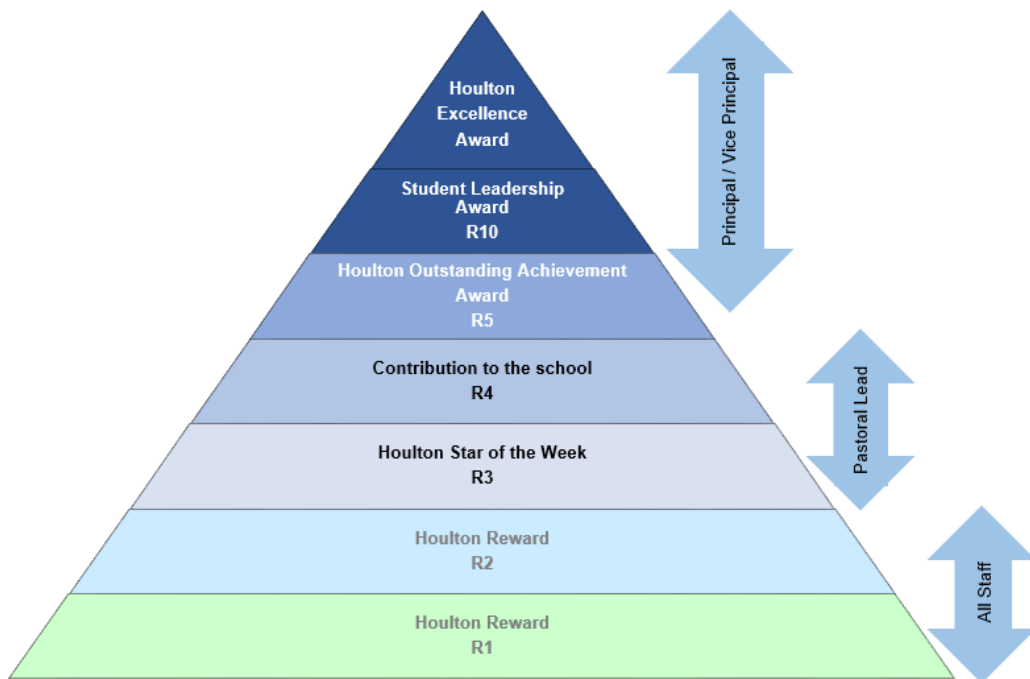 Houlton
Excellence
Award
Student Leadership
Award
R10
Houlton Outstanding Achievement
Award
R5
Contribution to the school
R4
Houlton Star of the Week
R3
Houlton Reward
R2
Houlton Reward
R1
Principal / Vice Principal
Pastoral Lead
All Staff